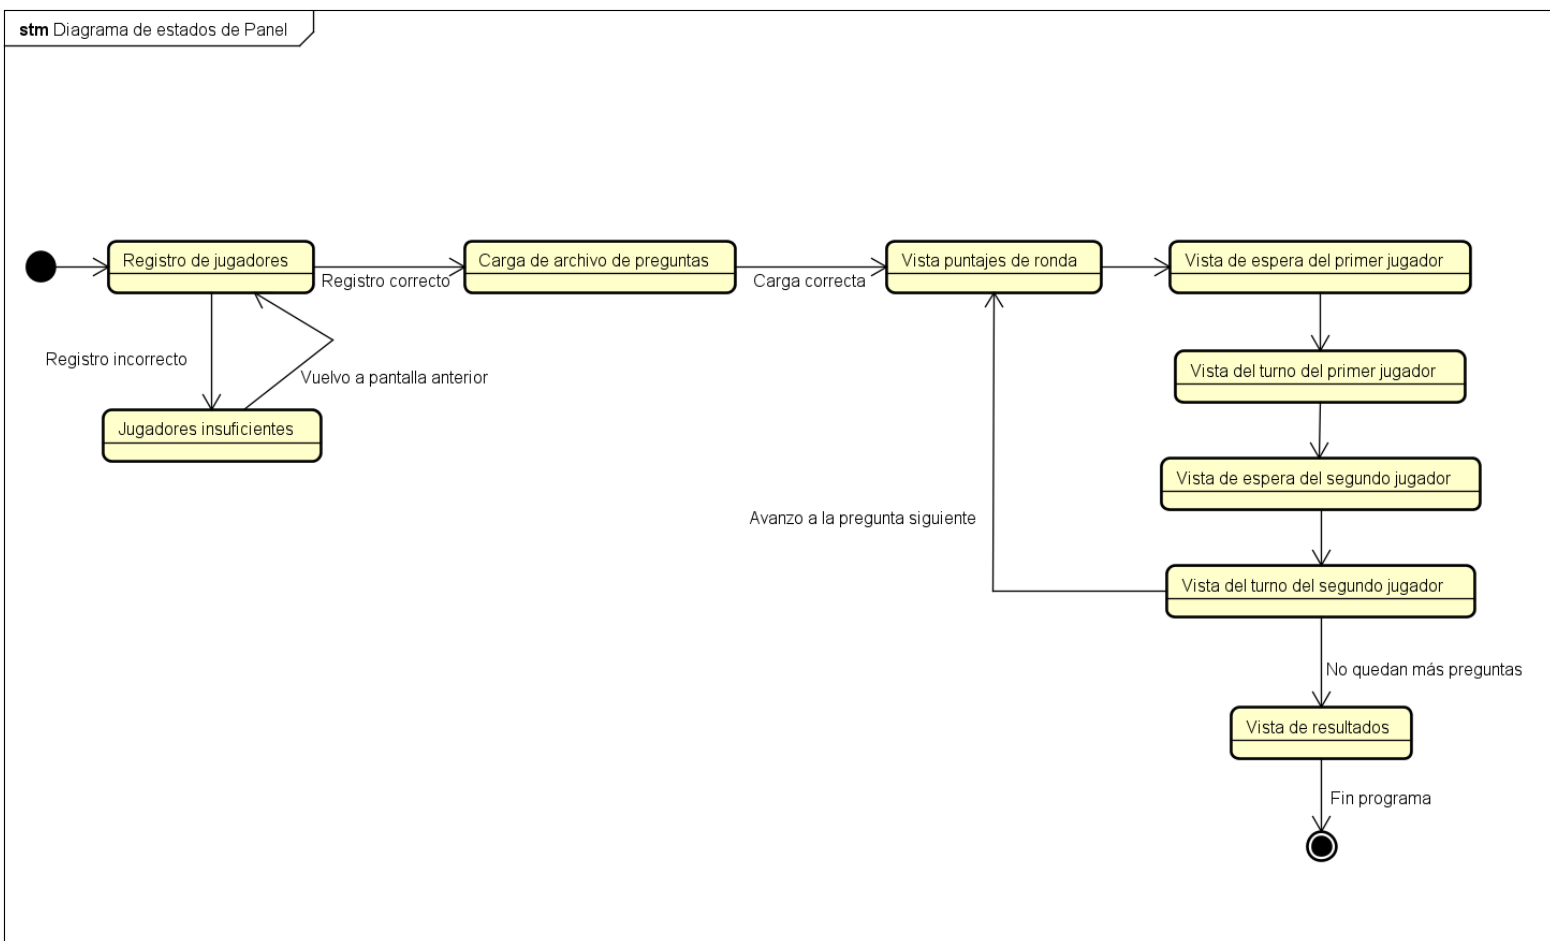 stm Diagrama de estados de Panel
Registro de jugadores
Carga de archivo de preguntas
Vista puntajes de ronda
Vista de espera del primer jugador
Registro correcto
Carga correcta
Registro incorrecto
Vuelvo a pantalla anterior
Vista del turno del primer jugador
Jugadores insuficientes
Vista de espera del segundo jugador
Avanzo a la pregunta siguiente
Vista del turno del segundo jugador
No quedan más preguntas
Vista de resultados
Fin programa